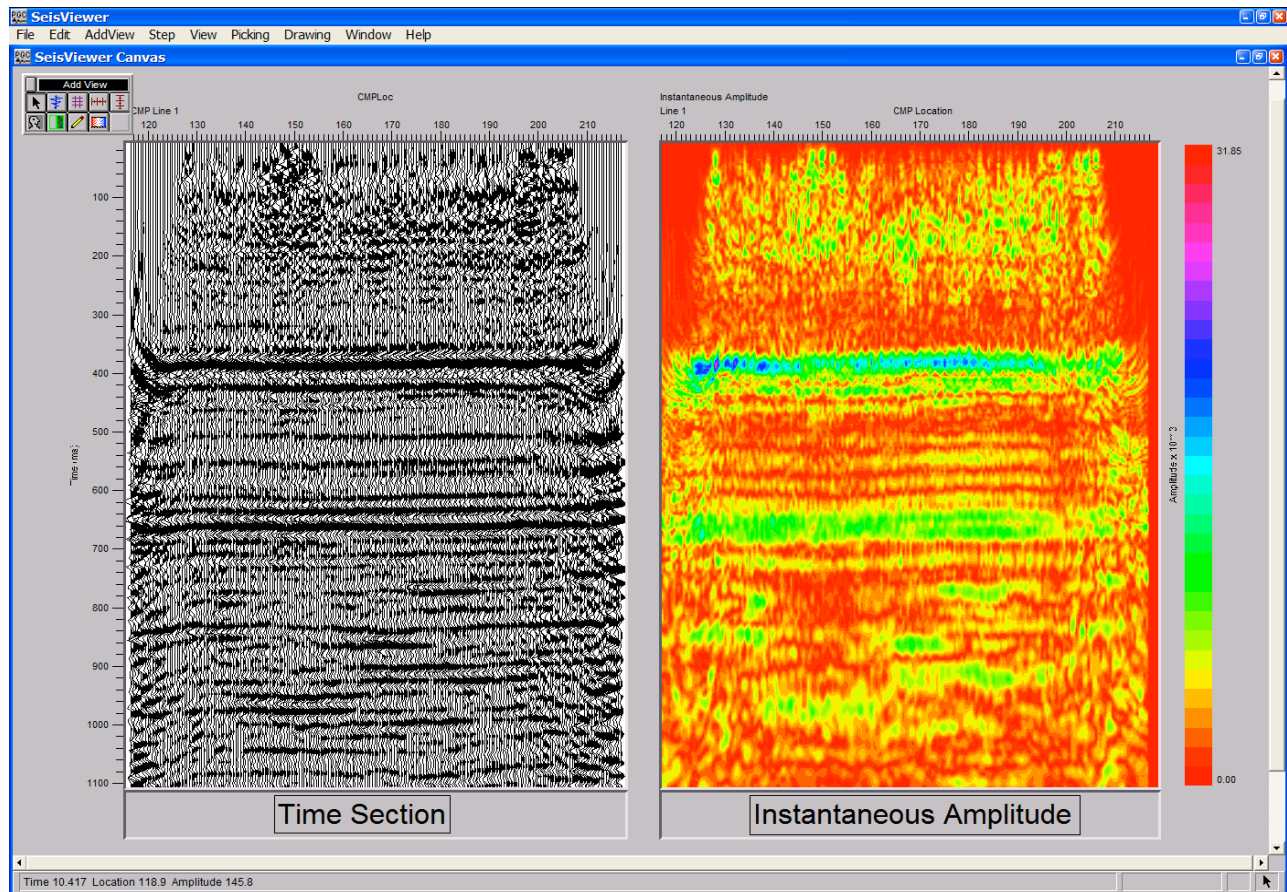 SeisViewer
File Edit AddView Step View Picking Drawing Window Help
SeisViewer Canvas
Add View
CMPLoc
CMP Line 1
120 130 140 150 160 170 180 190 200 210
Instantaneous Amplitude
Line 1 CMP Location
120 130 140 150 160 170 180 190 200 210
Time (ms)
100
200
300
400
500
600
700
800
900
1000
1100
31.85
Amplitude x 10**3
0.00
Time Section
Instantaneous Amplitude
Time 10.417 Location 118.9 Amplitude 145.8